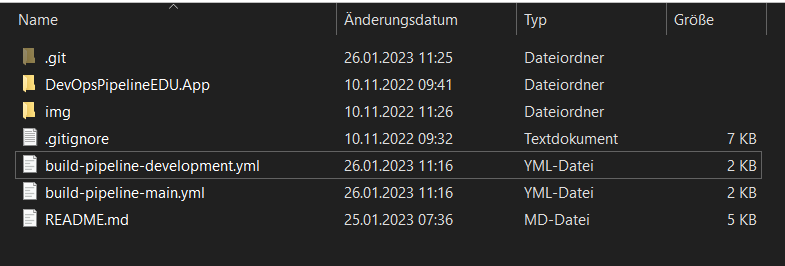 Name Änderungsdatum Typ Größe
.git 26.01.2023 11:25 Dateiordner
DevOpsPipelineEDU.App 10.11.2022 09:41 Dateiordner
img 10.11.2022 11:26 Dateiordner
.gitignore 10.11.2022 09:32 Textdokument 7 KB
build-pipeline-development.yml 26.01.2023 11:16 YML-Datei 2 KB
build-pipeline-main.yml 26.01.2023 11:16 YML-Datei 2 KB
README.md 25.01.2023 07:36 MD-Datei 5 KB